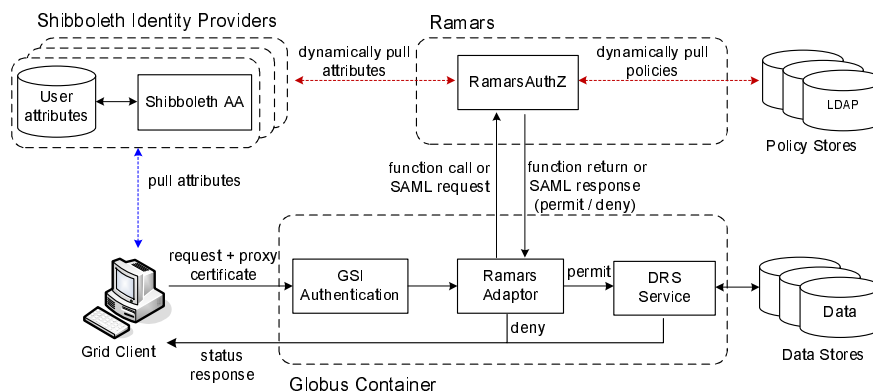 Shibboleth Identity Providers
Ramars
User
attributes
Shibboleth AA
dynamically pull
attributes
RamarsAuthZ
dynamically pull
policies
LDAP
Policy Stores
pull attributes
function call or
SAML request
function return or
SAML response
(permit / deny)
request + proxy
certificate
GSI
Authentication
Ramars
Adaptor
permit
DRS
Service
Data
deny
Grid Client
status
response
Data Stores
Globus Container